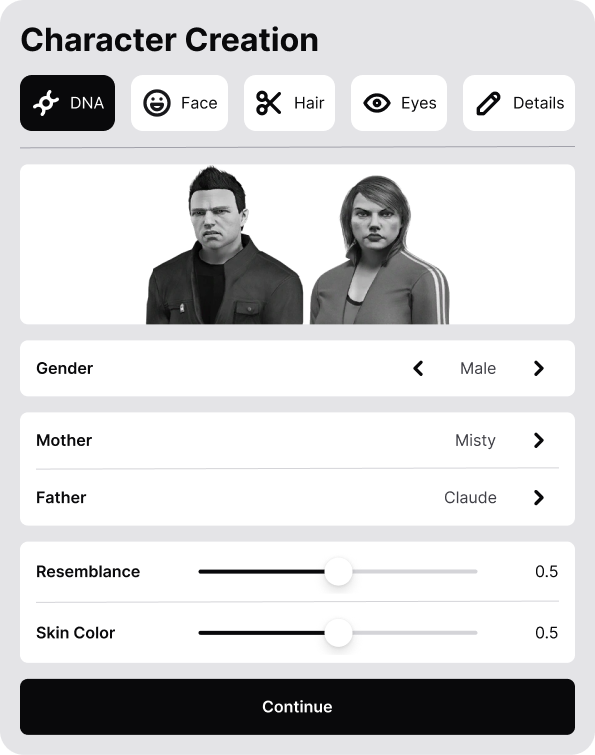 Character Creation
DNA Face Hair Eyes Details
Gender Male
Mother Misty
Father Claude
Resemblance 0.5
Skin Color 0.5
Continue